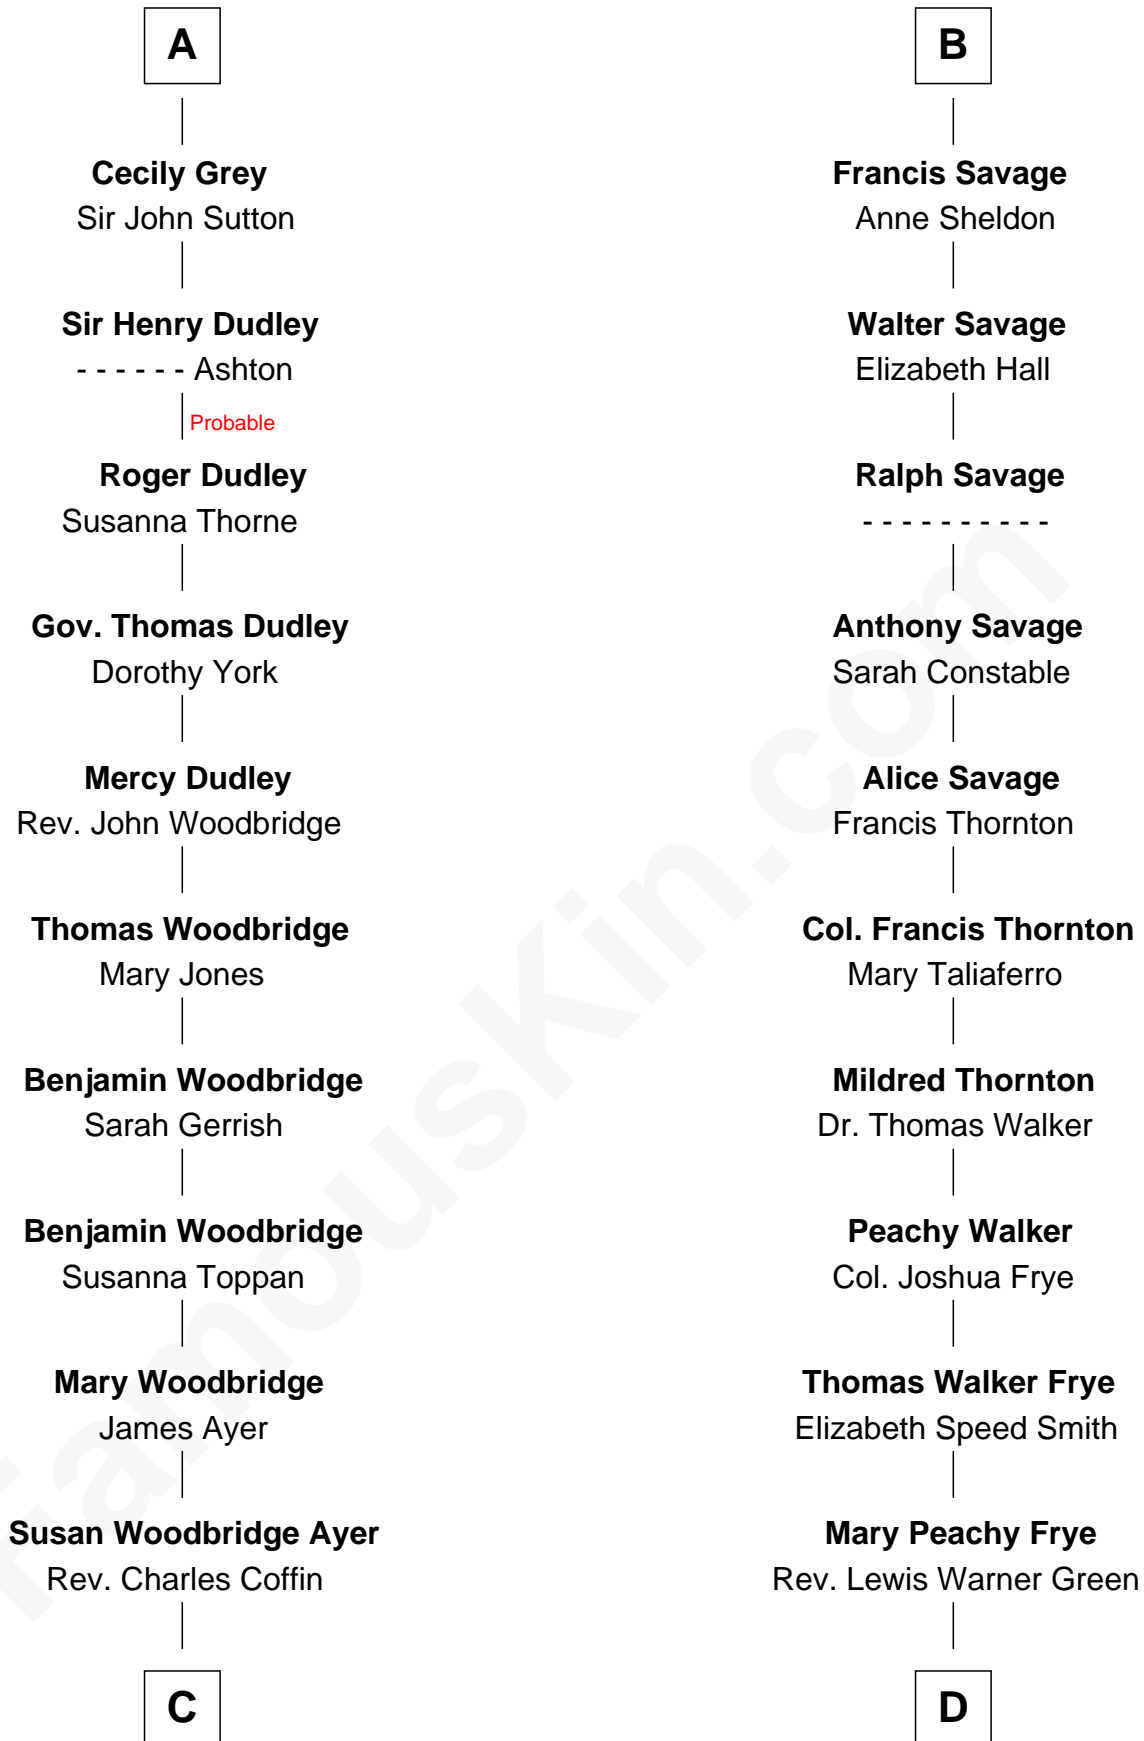 A
Cecily Grey
Sir John Sutton
Sir Henry Dudley
- - - - - - Ashton
Probable
Roger Dudley
Susanna Thorne
Gov. Thomas Dudley
Dorothy York
Mercy Dudley
Rev. John Woodbridge
Thomas Woodbridge
Mary Jones
Benjamin Woodbridge
Sarah Gerrish
Benjamin Woodbridge
Susanna Toppan
Mary Woodbridge
James Ayer
Susan Woodbridge Ayer
Rev. Charles Coffin
C
B
Francis Savage
Anne Sheldon
Walter Savage
Elizabeth Hall
Ralph Savage
- - - - - - - - - -
Anthony Savage
Sarah Constable
Alice Savage
Francis Thornton
Col. Francis Thornton
Mary Taliaferro
Mildred Thornton
Dr. Thomas Walker
Peachy Walker
Col. Joshua Frye
Thomas Walker Frye
Elizabeth Speed Smith
Mary Peachy Frye
Rev. Lewis Warner Green
D
FamousKin.com